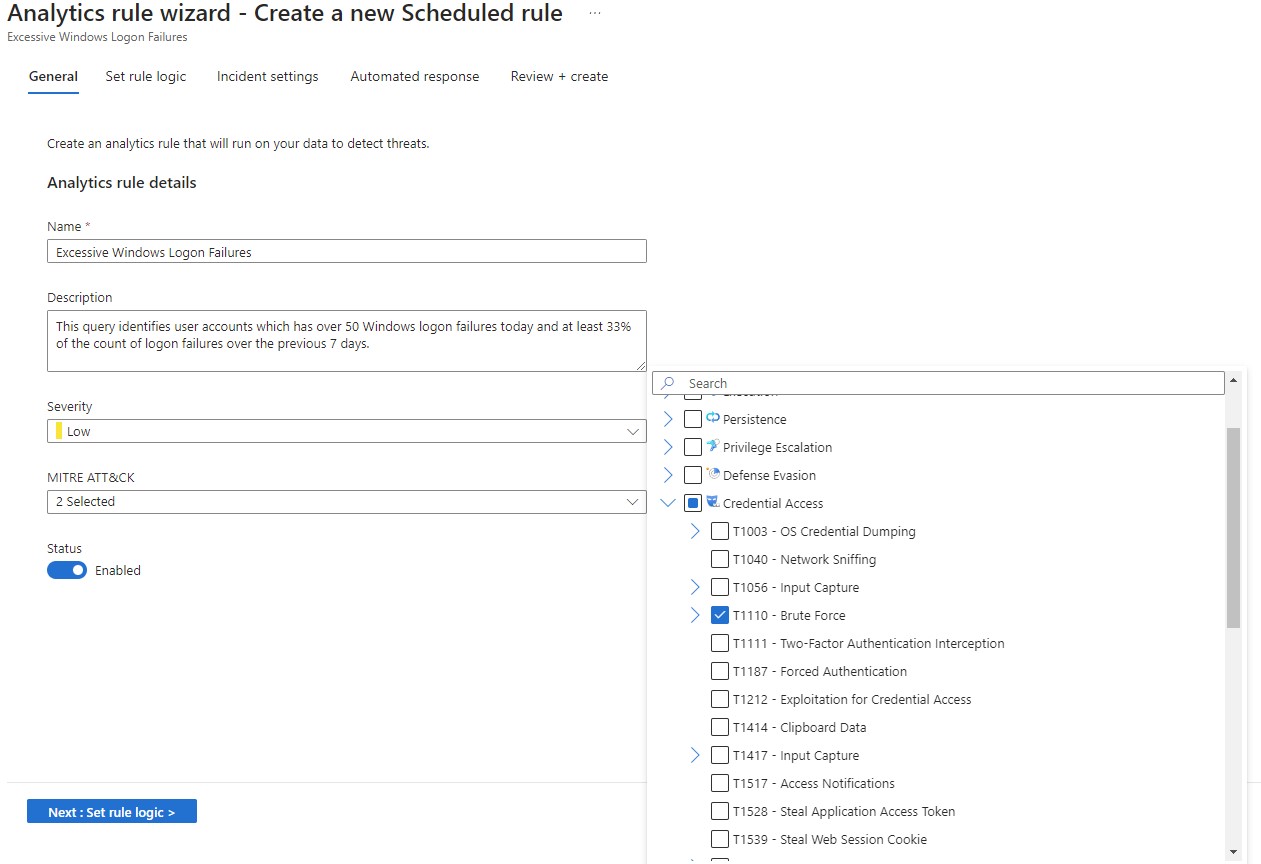 Analytics rule wizard - Create a new Scheduled rule ...
Excessive Windows Logon Failures
General Set rule logic Incident settings Automated response Review + create
Create an analytics rule that will run on your data to detect threats.
Analytics rule details
Name *
Excessive Windows Logon Failures
Description
This query identifies user accounts which has over 50 Windows logon failures today and at least 33%
of the count of logon failures over the previous 7 days.
Severity
Low
MITRE ATT&CK
2 Selected
Status
Enabled
Next : Set rule logic >
Search
Execution
Persistence
Privilege Escalation
Defense Evasion
Credential Access
T1003 - OS Credential Dumping
T1040 - Network Sniffing
T1056 - Input Capture
T1110 - Brute Force
T1111 - Two-Factor Authentication Interception
T1187 - Forced Authentication
T1212 - Exploitation for Credential Access
T1414 - Clipboard Data
T1417 - Input Capture
T1517 - Access Notifications
T1528 - Steal Application Access Token
T1539 - Steal Web Session Cookie